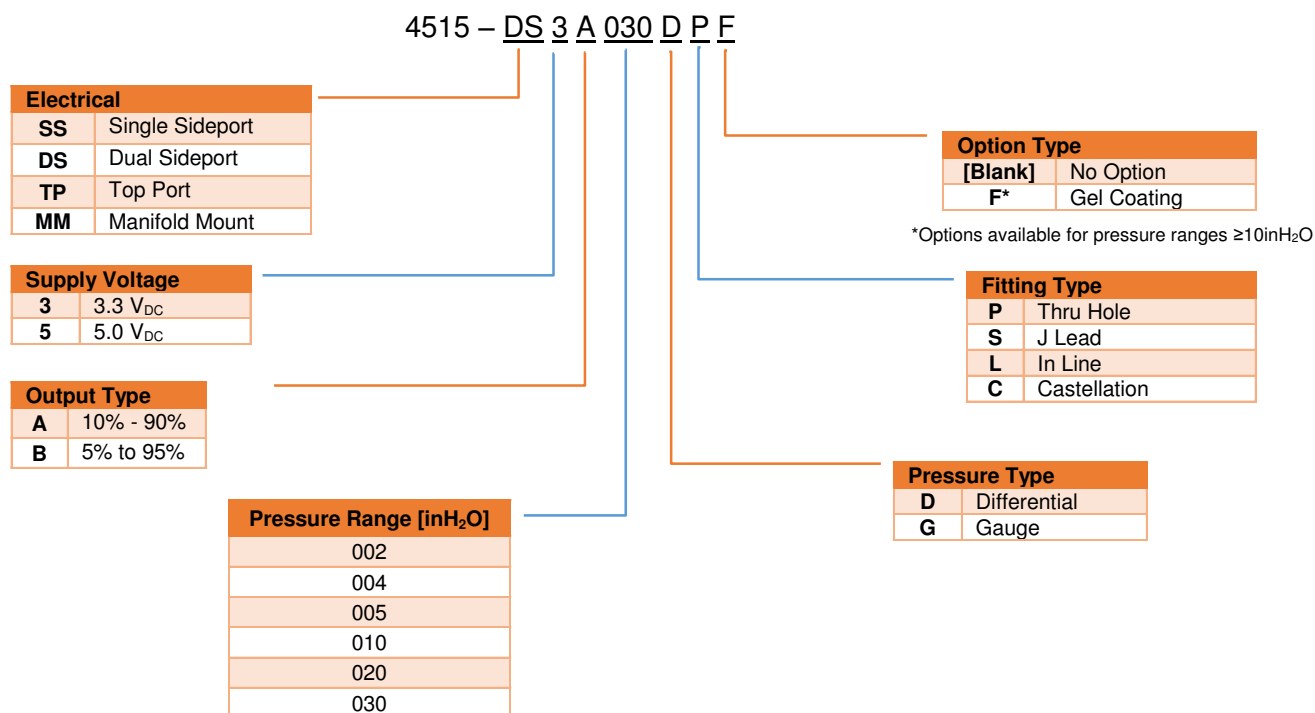 4515 – DS 3 A 030 D P F
Electrical
SS Single Sideport
DS Dual Sideport
TP Top Port
MM Manifold Mount
Option Type
[Blank] No Option
F* Gel Coating
*Options available for pressure ranges ≥10inH₂O
Supply Voltage
3 3.3 V_DC
5 5.0 V_DC
Fitting Type
P Thru Hole
S J Lead
L In Line
C Castellation
Output Type
A 10% - 90%
B 5% to 95%
Pressure Type
D Differential
G Gauge
Pressure Range [inH₂O]
002
004
005
010
020
030